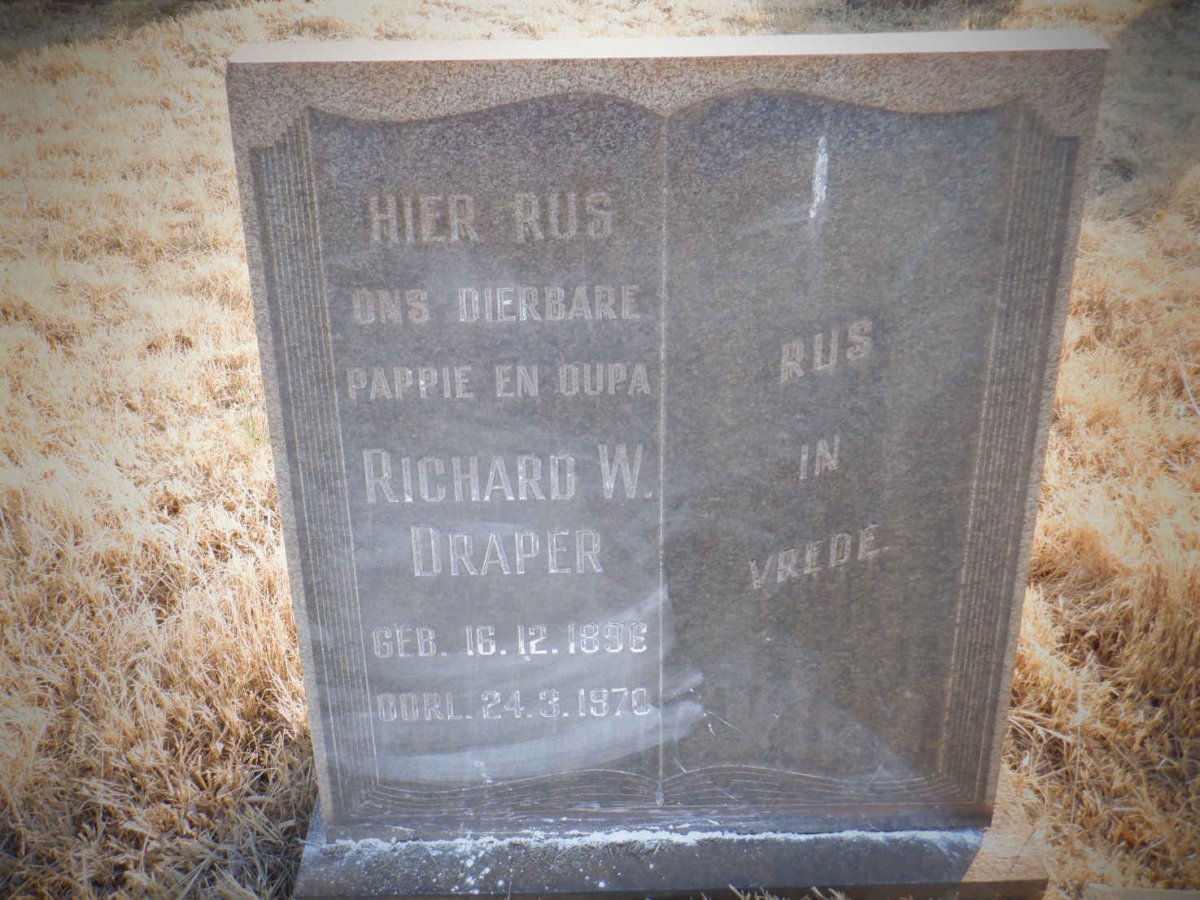 HIER RUS
ONS DIERBARE
PAPPIE EN OUPA
RICHARD W.
DRAPER
GEB. 16.12.1896
OORL. 24.3.1970
RUS
IN
VREDE